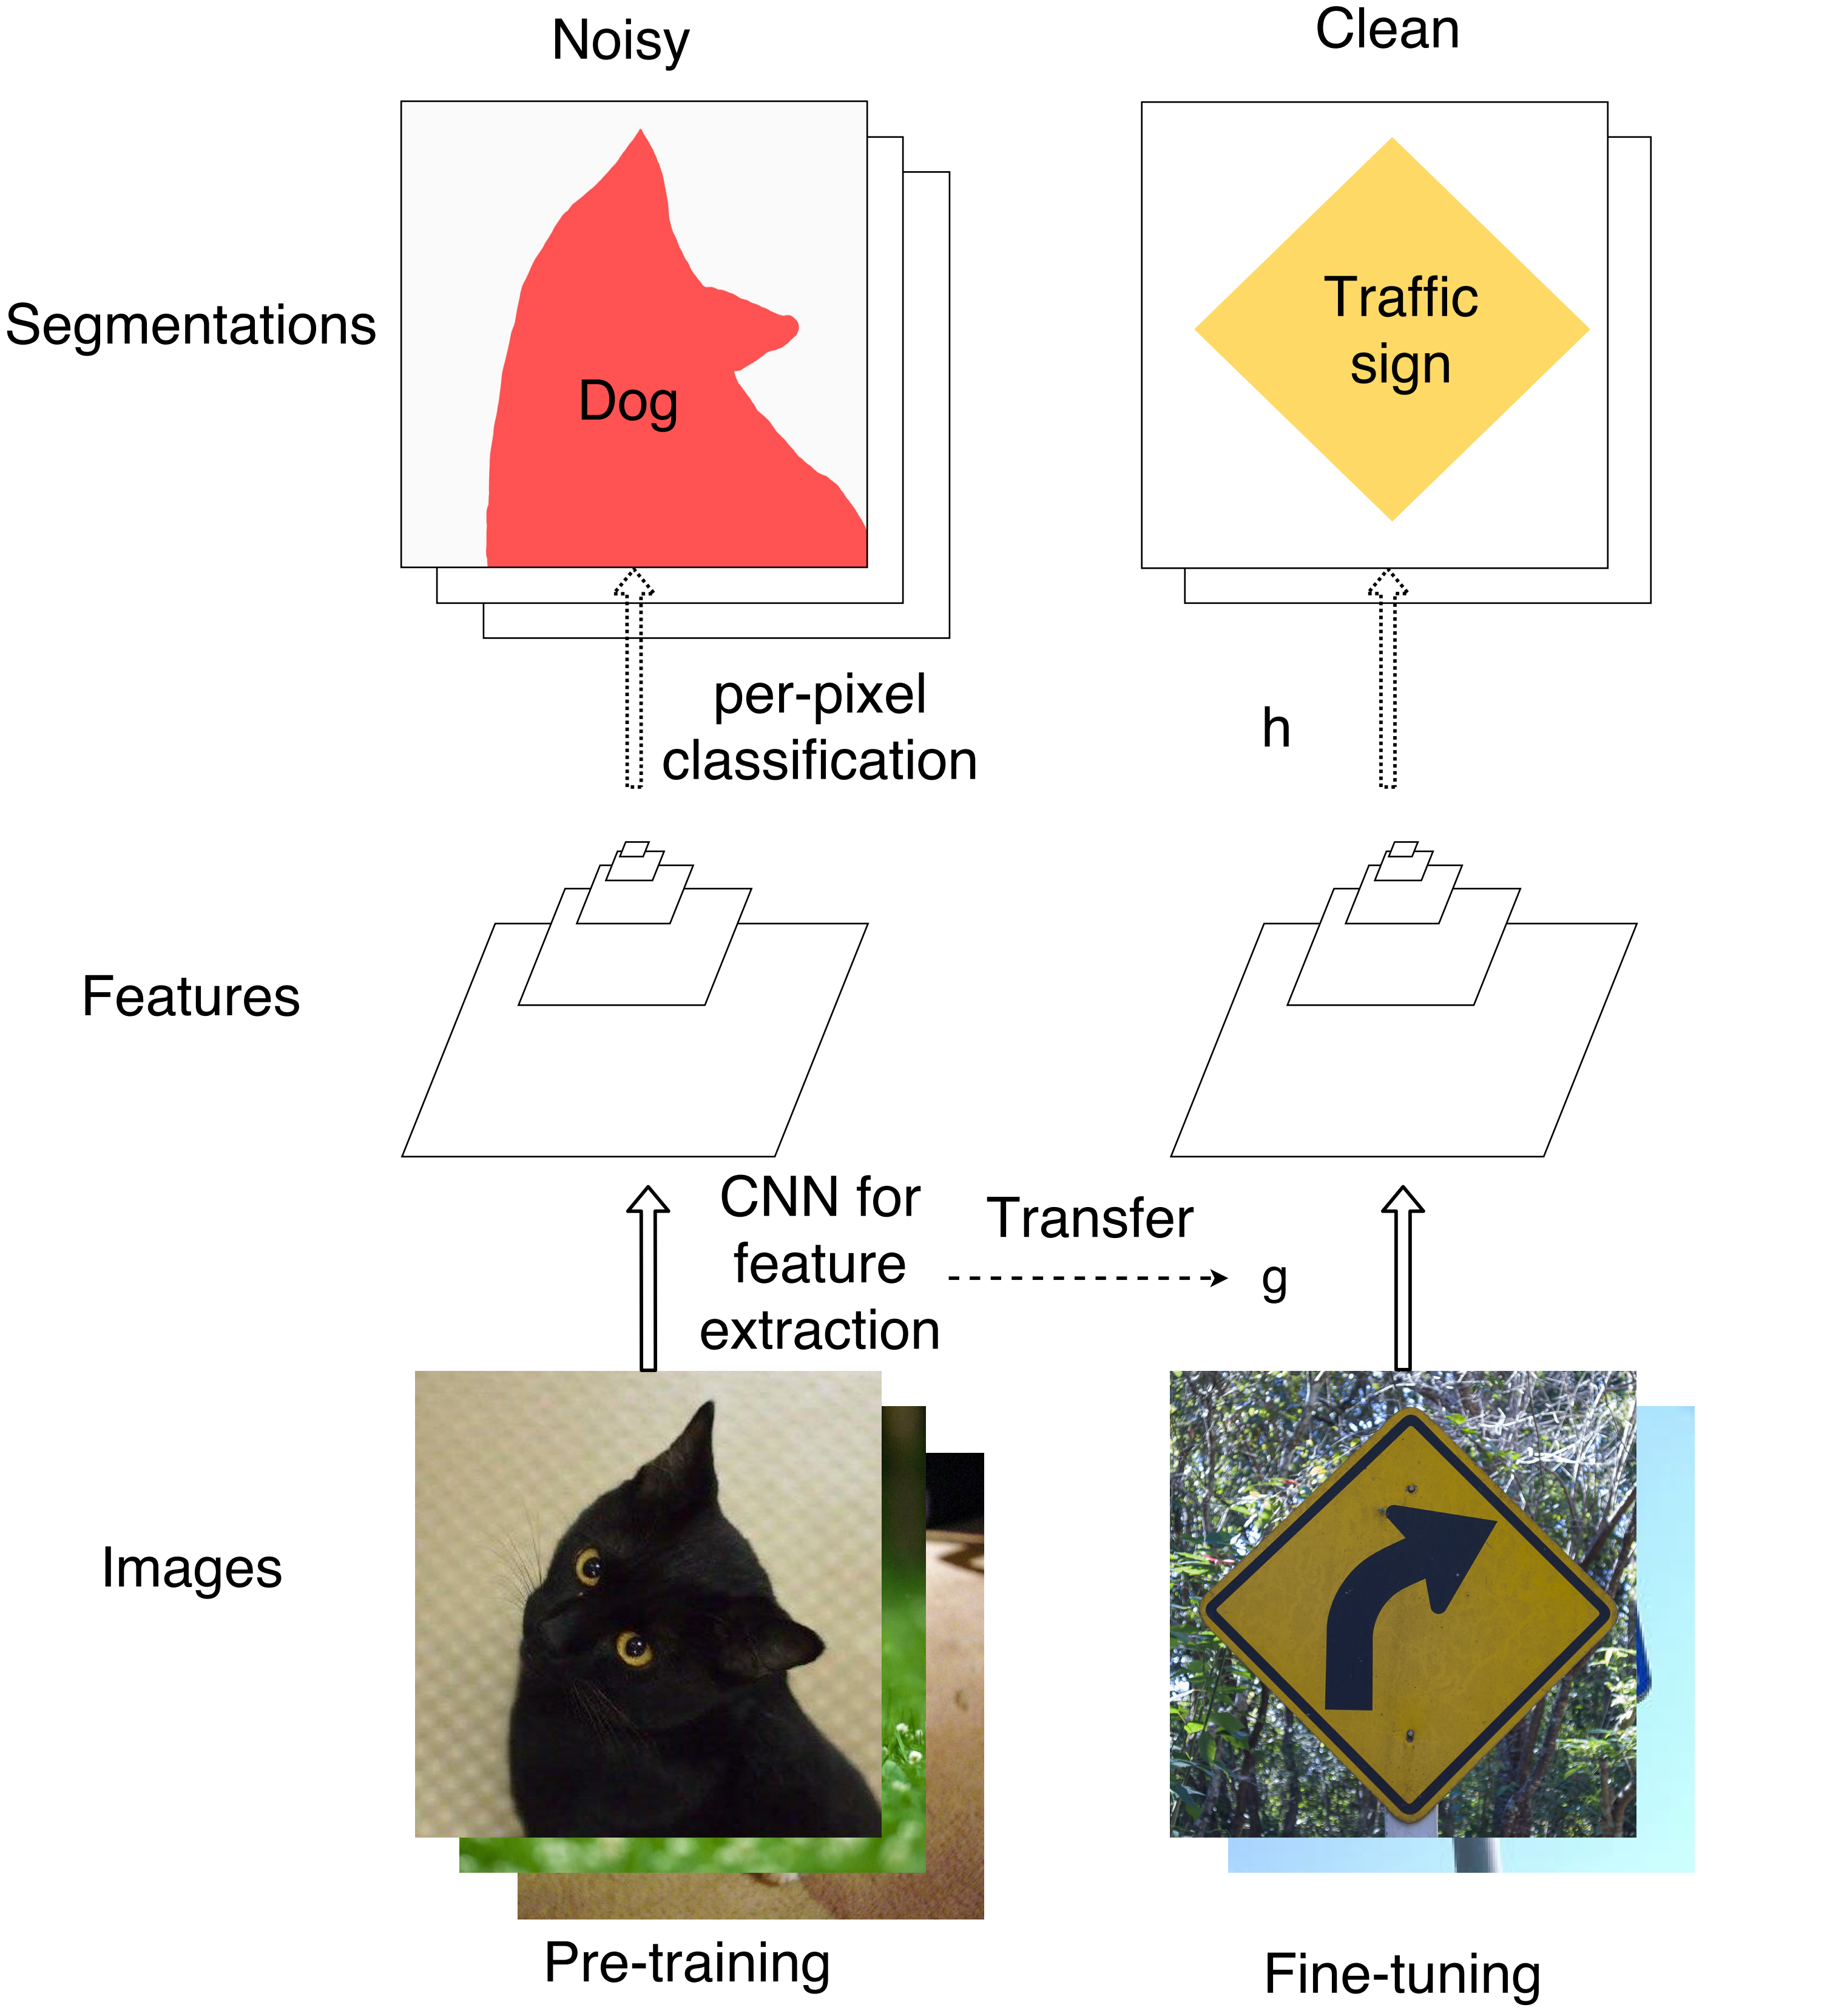 Noisy
Clean
Segmentations
Dog
Traffic
sign
per-pixel
classification
h
Features
CNN for
feature
extraction
Transfer
g
Images
Pre-training
Fine-tuning